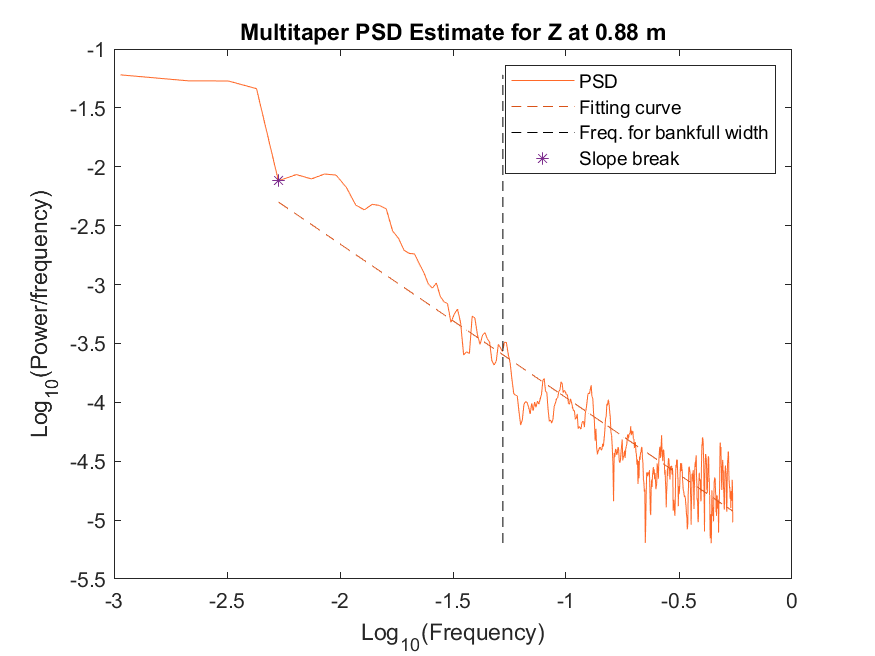 Multitaper PSD Estimate for Z at 0.88 m
-1
-1.5
-2
-2.5
-3
-3.5
-4
-4.5
-5
-5.5
Log10(Power/frequency)
PSD
Fitting curve
Freq. for bankfull width
Slope break
-3 -2.5 -2 -1.5 -1 -0.5 0
Log10(Frequency)